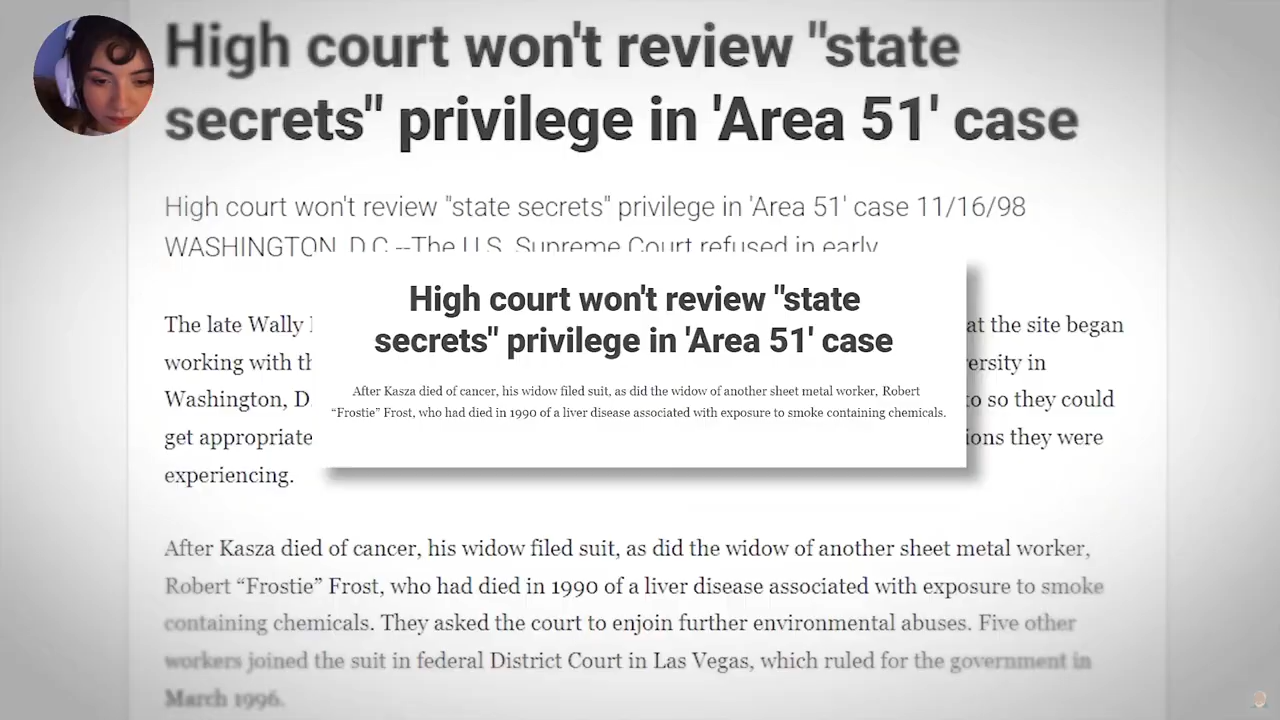 High court won't review "state
secrets" privilege in 'Area 51' case
High court won't review "state secrets" privilege in 'Area 51' case 11/16/98
WASHINGTON, D.C. --The U.S. Supreme Court refused in early
High court won't review "state
secrets" privilege in 'Area 51' case
After Kasza died of cancer, his widow filed suit, as did the widow of another sheet metal worker, Robert
“Frostie” Frost, who had died in 1990 of a liver disease associated with exposure to smoke containing chemicals.
The late Wally at the site began
working with
Washington, so they could
get appropriate they were
experiencing.
After Kasza died of cancer, his widow filed suit, as did the widow of another sheet metal worker,
Robert “Frostie” Frost, who had died in 1990 of a liver disease associated with exposure to smoke
containing chemicals. They asked the court to enjoin further environmental abuses. Five other
workers joined the suit in federal District Court in Las Vegas, which ruled for the government in
March 1996.